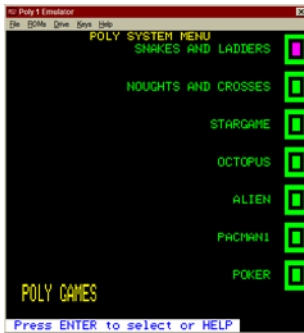 Poly 1 Emulator
File ROMs Drive Keys Help
POLY SYSTEM MENU
SNAKES AND LADDERS
NOUGHTS AND CROSSES
STARGAME
OCTOPUS
ALIEN
PACMAN1
POKER
POLY GAMES
Press ENTER to select or HELP